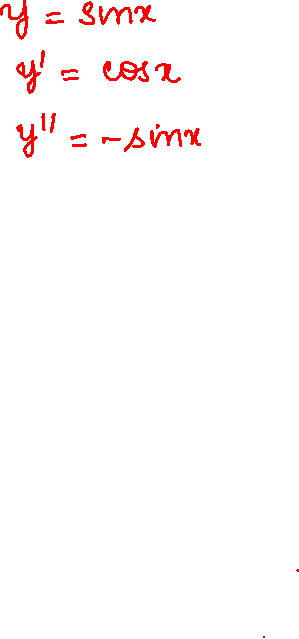 y = sinx
y' = cosx
y'' = -sinx